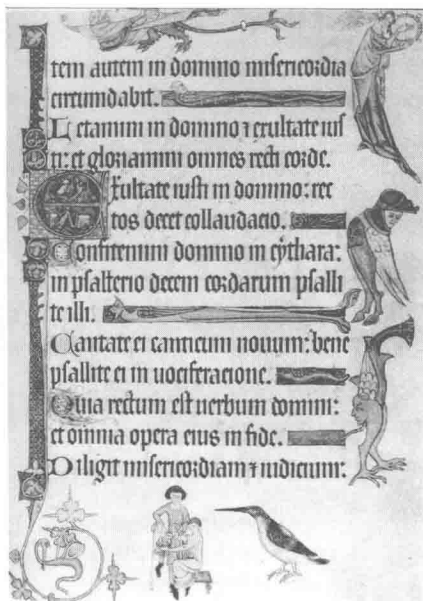 tem autem in domino misericordia
circumdabit.
Letamini in domino ⁊ exultate ius
ti: et gloriamini omnes recti corde.
Exultate iusti in domino: rec
tos decet collaudacio.
Confitemini domino in cythara:
in psalterio decem cordarum psalli
te illi.
Cantate ei canticum nouum: bene
psallite ei in uociferacione.
Quia rectum est uerbum domini:
et omnia opera eius in fide.
Diligit misericordiam ⁊ iudicium: